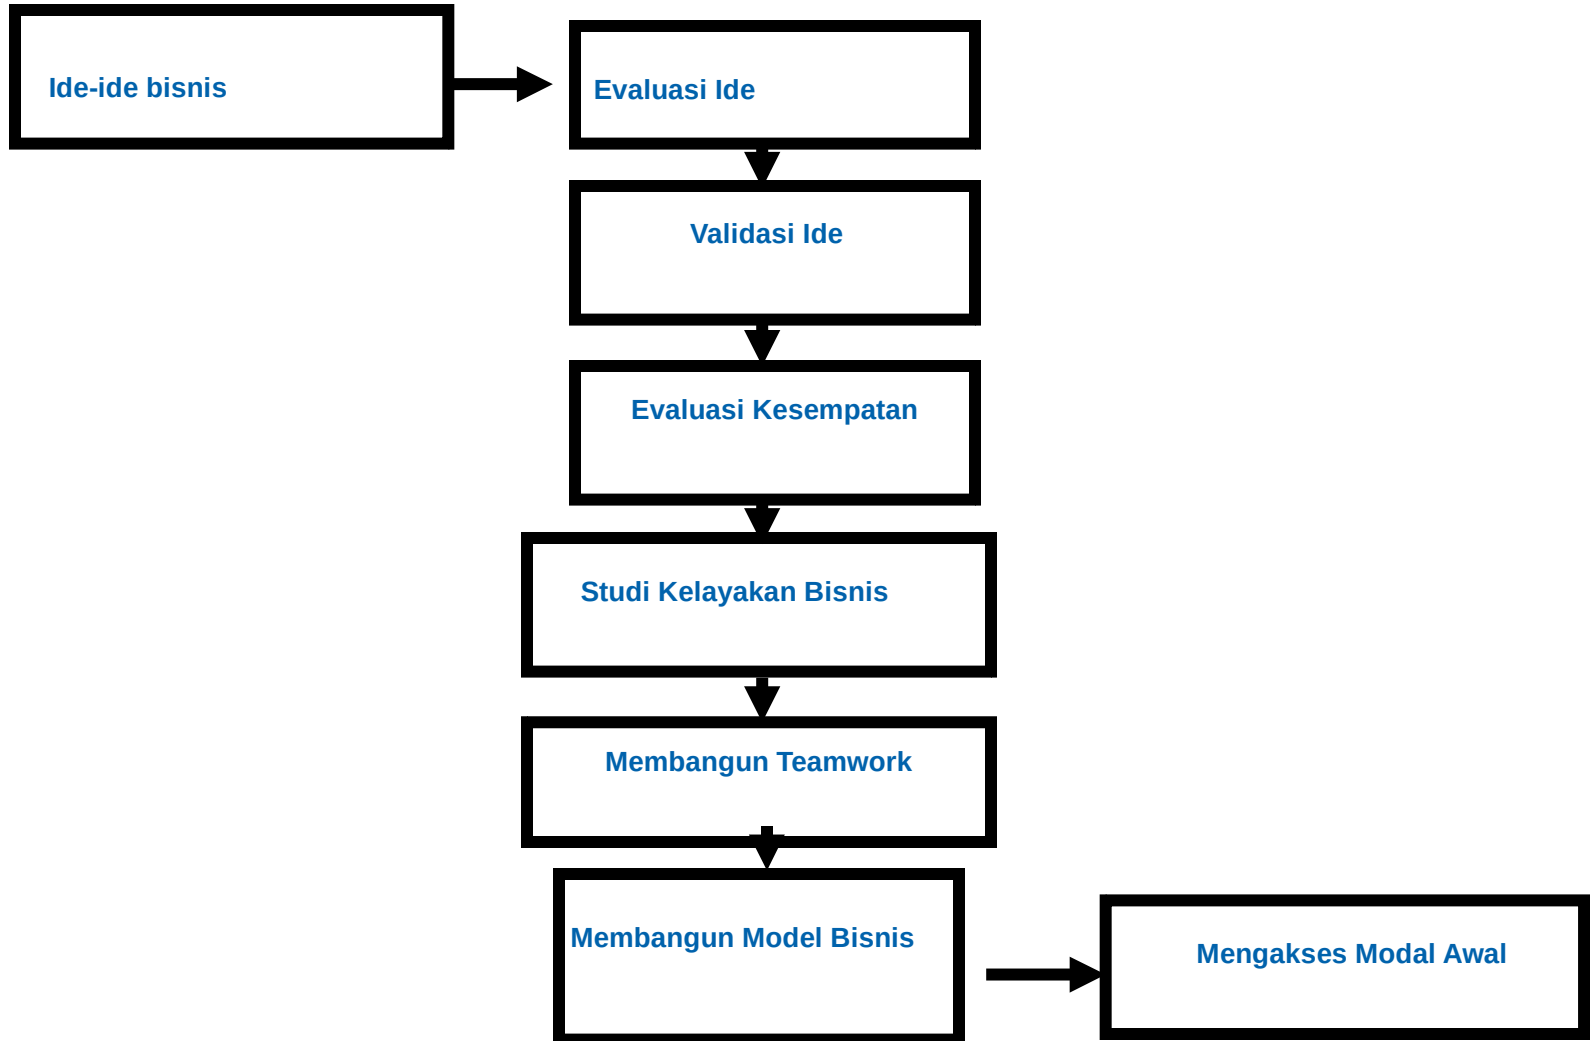 Ide-ide bisnis
Evaluasi Ide
Validasi Ide
Evaluasi Kesempatan
Studi Kelayakan Bisnis
Membangun Teamwork
Membangun Model Bisnis
Mengakses Modal Awal